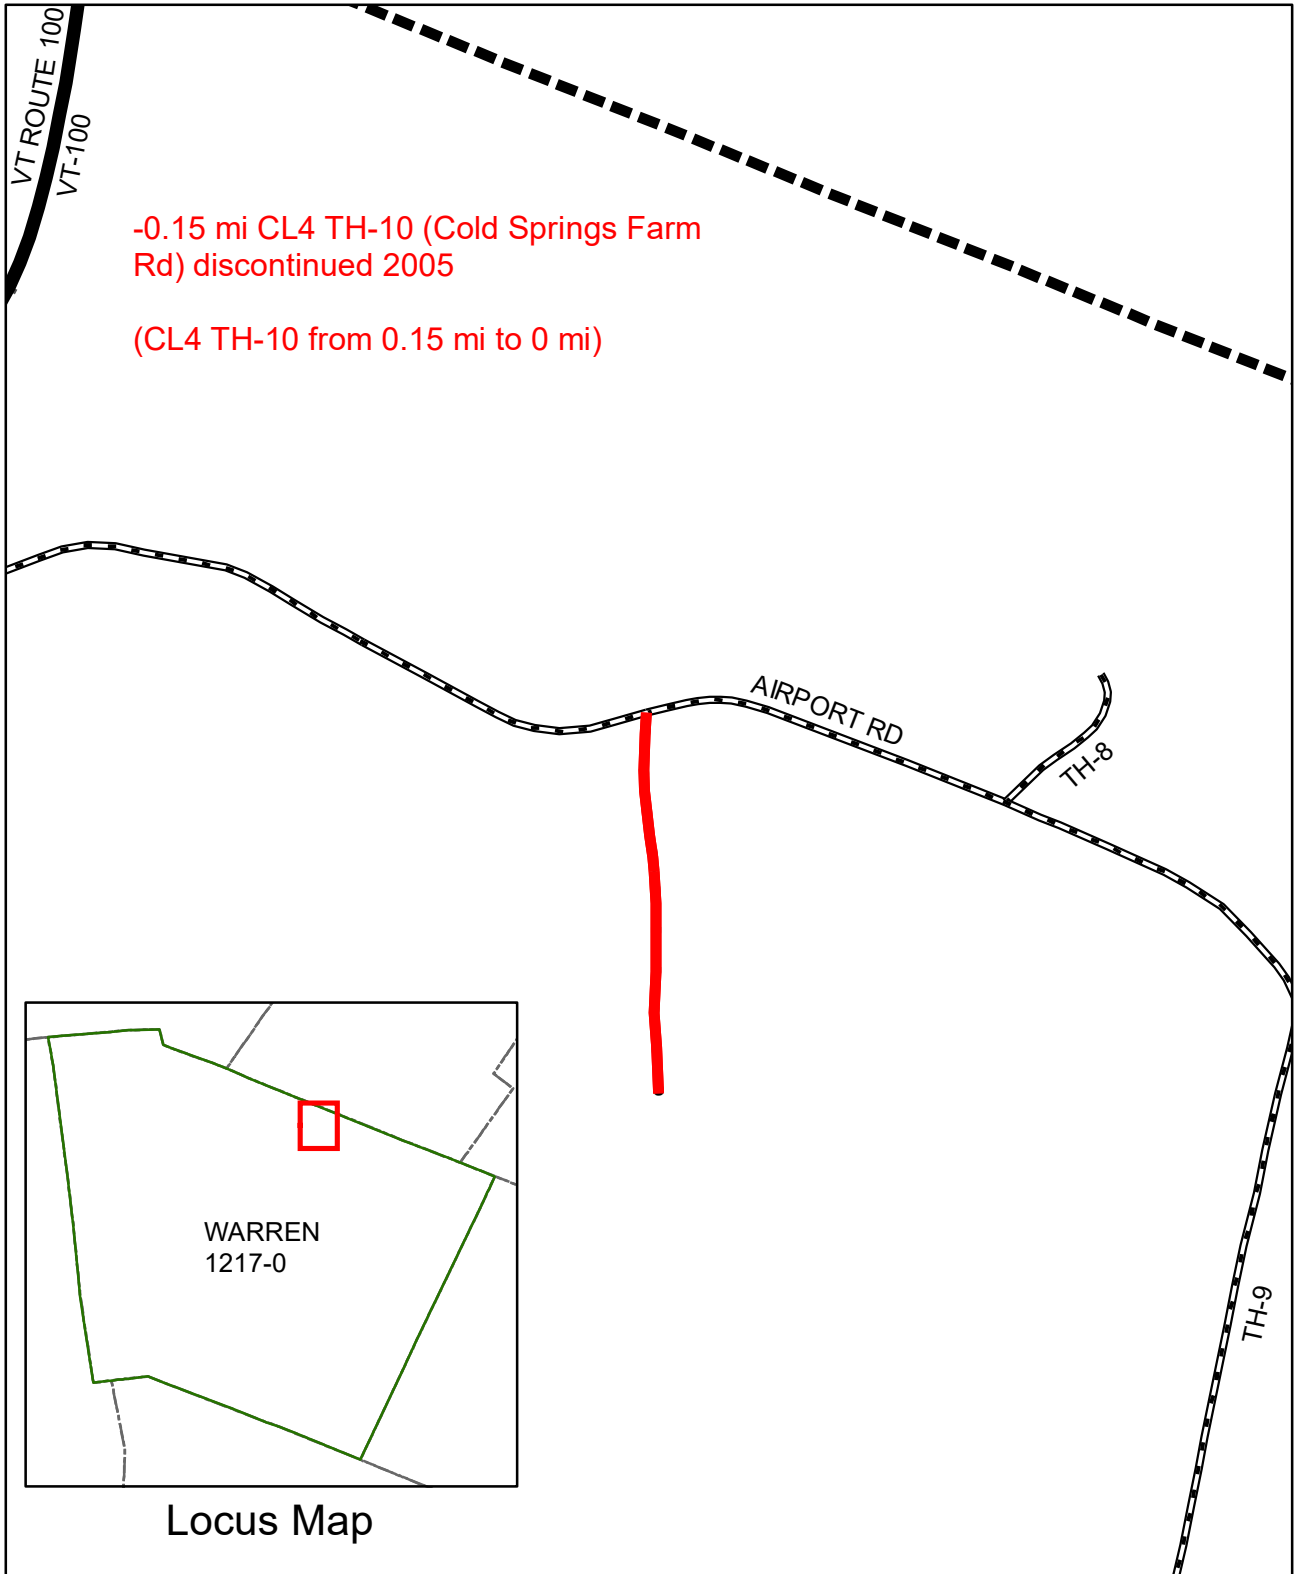 VT ROUTE 100
VT-100
-0.15 mi CL4 TH-10 (Cold Springs Farm
Rd) discontinued 2005
(CL4 TH-10 from 0.15 mi to 0 mi)
AIRPORT RD
TH-8
TH-9
WARREN
1217-0
Locus Map